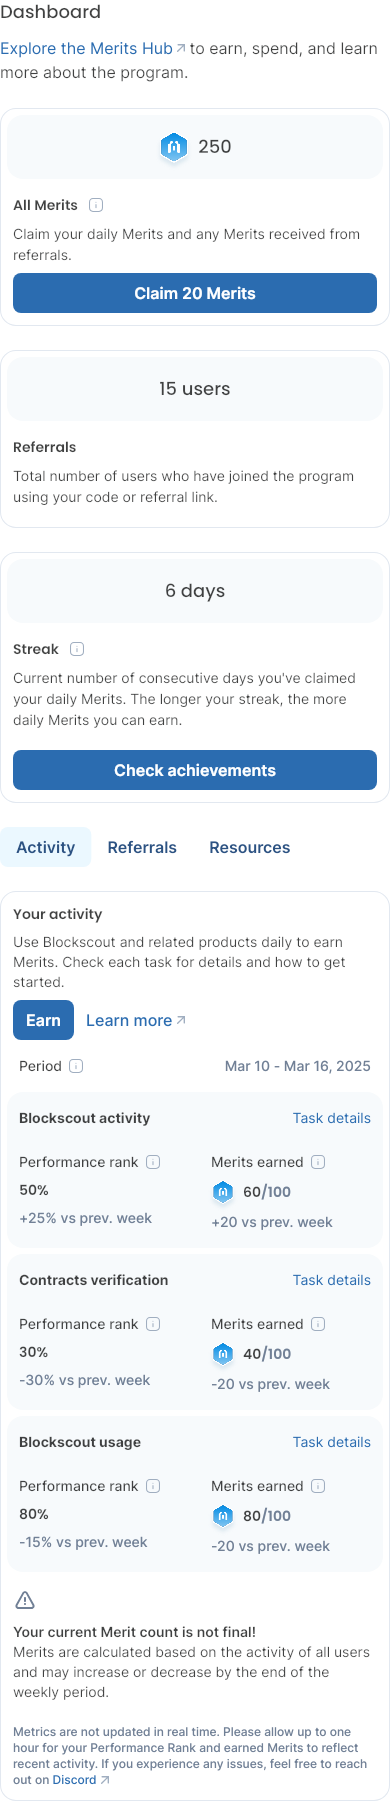 Dashboard
Explore the Merits Hub to earn, spend, and learn
more about the program.
250
All Merits
Claim your daily Merits and any Merits received from
referrals.
Claim 20 Merits
15 users
Referrals
Total number of users who have joined the program
using your code or referral link.
6 days
Streak
Current number of consecutive days you've claimed
your daily Merits. The longer your streak, the more
daily Merits you can earn.
Check achievements
Activity Referrals Resources
Your activity
Use Blockscout and related products daily to earn
Merits. Check each task for details and how to get
started.
Earn Learn more
Period Mar 10 - Mar 16, 2025
Blockscout activity Task details
Performance rank Merits earned
50% 60/100
+25% vs prev. week +20 vs prev. week
Contracts verification Task details
Performance rank Merits earned
30% 40/100
-30% vs prev. week -20 vs prev. week
Blockscout usage Task details
Performance rank Merits earned
80% 80/100
-15% vs prev. week -20 vs prev. week
Your current Merit count is not final!
Merits are calculated based on the activity of all users
and may increase or decrease by the end of the
weekly period.
Metrics are not updated in real time. Please allow up to one
hour for your Performance Rank and earned Merits to reflect
recent activity. If you experience any issues, feel free to reach
out on Discord